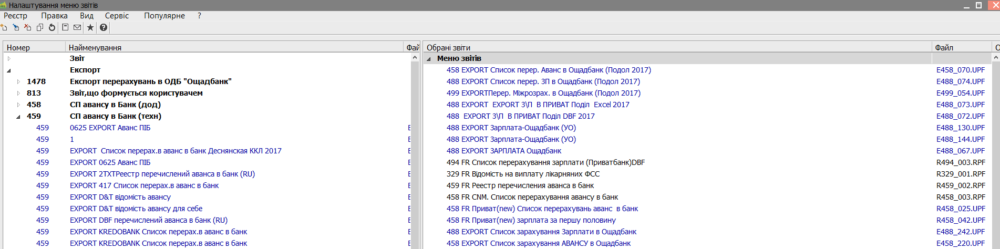 Налаштування меню звітів
Реєстр Правка Вид Сервіс Популярне ?
Номер Найменування Фай
Звіт
Експорт
1478 Експорт перерахувань в ОДБ "Ощадбанк"
813 Звіт,що формується користувачем
458 СП авансу в Банк (дод)
459 СП авансу в Банк (техн)
459 0625 EXPORT Аванс ПІБ
459 1
459 EXPORT Список перерах.в аванс в банк Деснянская ККЛ 2017
459 EXPORT 0625 Аванс ПІБ
459 EXPORT 2TXTРеестр перечислений аванса в банк (RU)
459 EXPORT 417 Список перерах.в аванс в банк
459 EXPORT D&T відомість авансу
459 EXPORT D&T відомість авансу для себе
459 EXPORT DBF перечислений аванса в банк (RU)
459 EXPORT KREDOBANK Список перерах.в аванс в банк
459 EXPORT KREDOBANK Список перерах.в аванс в банк
Обрані звіти Файл О
Меню звітів
458 EXPORT Список перер. Аванс в Ощадбанк (Подол 2017) E458_070.UPF
488 EXPORT Список перер. ЗП в Ощадбанк (Подол 2017) E488_074.UPF
499 EXPORTПерер. Міжрозрах. в Ощадбанк (Подол 2017) E499_054.UPF
488 EXPORT EXPORT З\П В ПРИВАТ Поділ Excel 2017 E488_073.UPF
488 EXPORT З\П В ПРИВАТ Поділ DBF 2017 E488_072.UPF
488 EXPORT Зарплата-Ощадбанк (УО) E488_130.UPF
488 EXPORT Зарплата-Ощадбанк (УО) E488_144.UPF
488 EXPORT ЗАРПЛАТА Ощадбанк E488_067.UPF
494 FR Список перерахування зарплати (Приватбанк)DBF R494_003.RPF
329 FR Відомість на виплату лікарняних ФСС R329_001.RPF
459 FR Реестр перечисления аванса в банк R459_002.RPF
458 FR CNM. Список перерахування авансу в банк R458_003.RPF
458 FR Приват(new) Список перерахувань аванс в банк R458_025.UPF
458 FR Приват(new) зарплата за першу половину R458_042.UPF
488 EXPORT Список зарахування Зарплати в Ощадбанк E488_242.UPF
458 EXPORT Список зарахування АВАНСУ в Ощадбанк E458_220.UPF